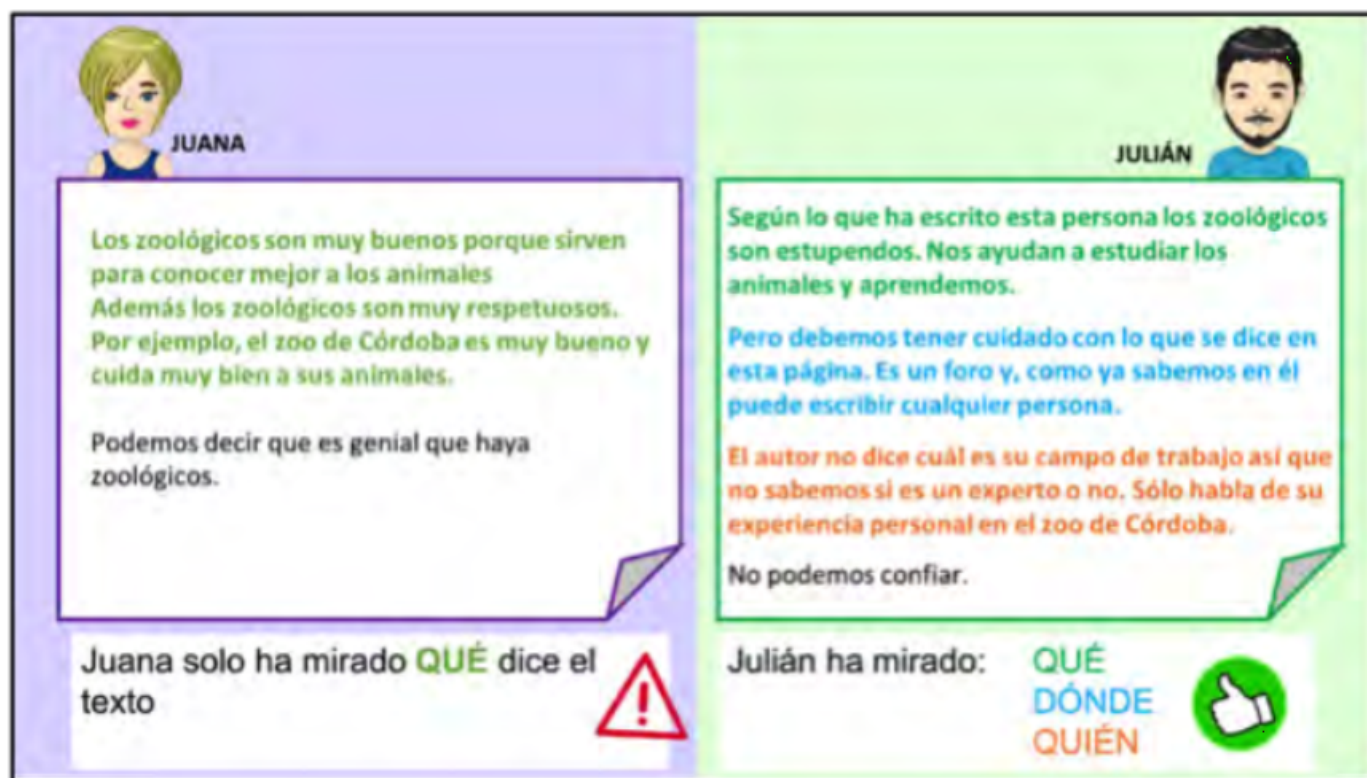 JUANA
Los zoológicos son muy buenos porque sirven
para conocer mejor a los animales
Además los zoológicos son muy respetuosos.
Por ejemplo, el zoo de Córdoba es muy bueno y
cuida muy bien a sus animales.
Podemos decir que es genial que haya
zoológicos.
Juana solo ha mirado QUÉ dice el
texto
JULIÁN
Según lo que ha escrito esta persona los zoológicos
son estupendos. Nos ayudan a estudiar los
animales y aprendemos.
Pero debemos tener cuidado con lo que se dice en
esta página. Es un foro y, como ya sabemos en él
puede escribir cualquier persona.
El autor no dice cuál es su campo de trabajo así que
no sabemos si es un experto o no. Sólo habla de su
experiencia personal en el zoo de Córdoba.
No podemos confiar.
Julián ha mirado: QUÉ
DÓNDE
QUIÉN